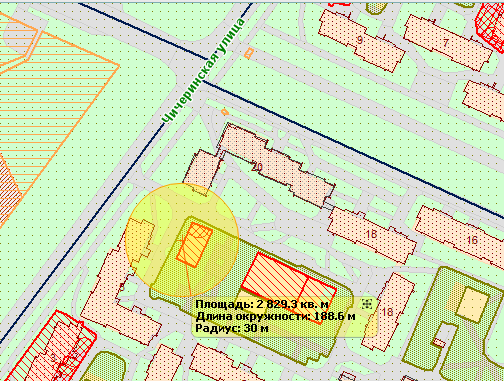 9
7
Чичеринская улица
20
18
16
Площадь: 2 829,3 кв. м
Длина окружности: 188.6 м
Радиус: 30 м
18